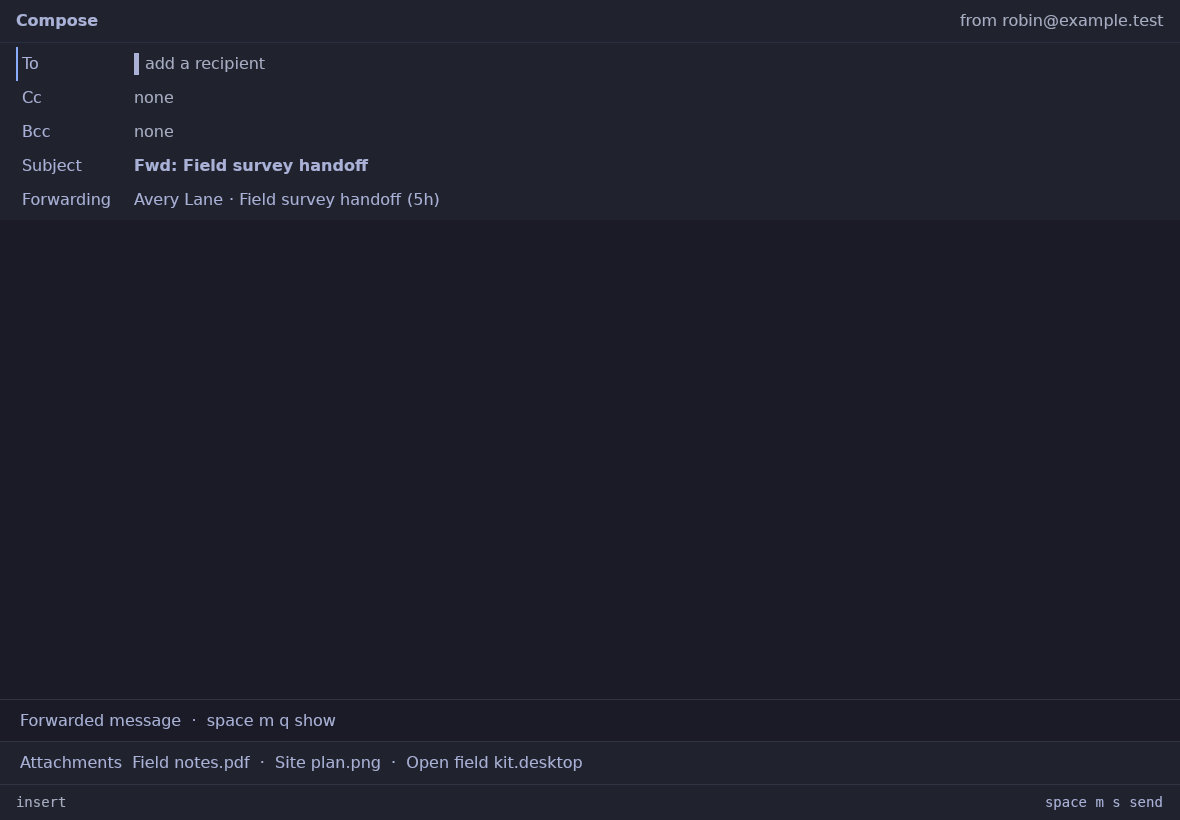 Compose from robin@example.test
To add a recipient
Cc none
Bcc none
Subject Fwd: Field survey handoff
Forwarding Avery Lane · Field survey handoff (5h)
Forwarded message · space m q show
Attachments Field notes.pdf · Site plan.png · Open field kit.desktop
insert space m s send